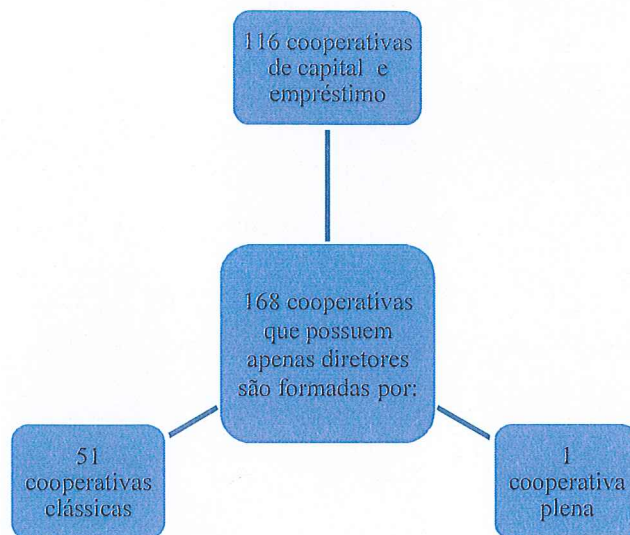 116 cooperativas
de capital e
empréstimo
168 cooperativas
que possuem
apenas diretores
são formadas por:
51
cooperativas
clássicas
1
cooperativa
plena